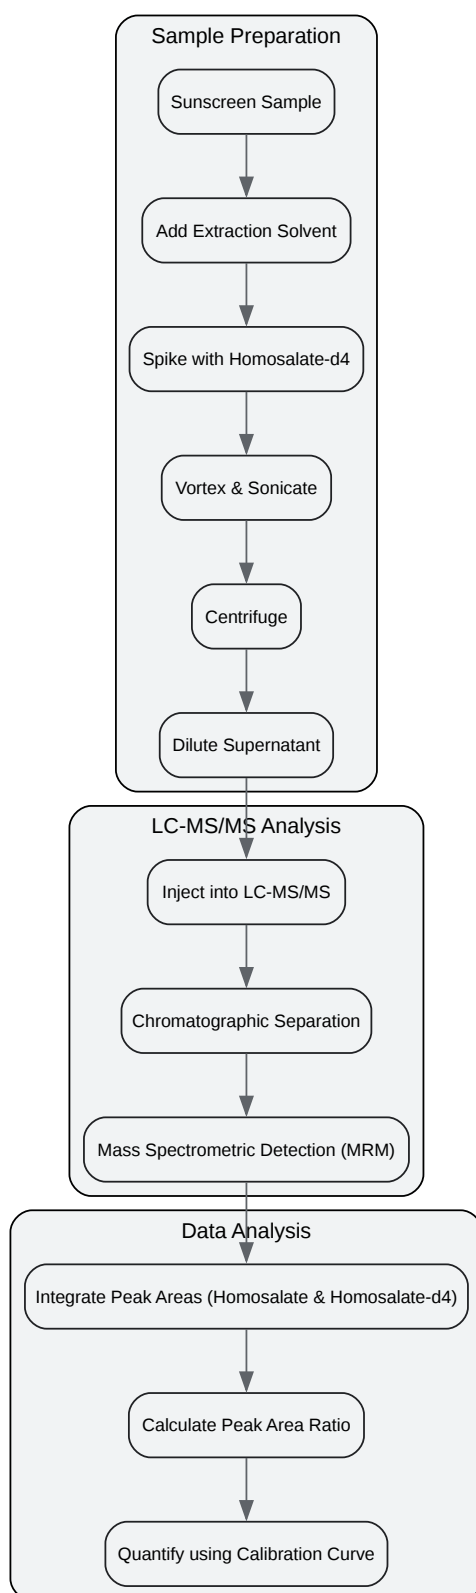 Sample Preparation
Sunscreen Sample
Add Extraction Solvent
Spike with Homosalate-d4
Vortex & Sonicate
Centrifuge
Dilute Supernatant
LC-MS/MS Analysis
Inject into LC-MS/MS
Chromatographic Separation
Mass Spectrometric Detection (MRM)
Data Analysis
Integrate Peak Areas (Homosalate & Homosalate-d4)
Calculate Peak Area Ratio
Quantify using Calibration Curve